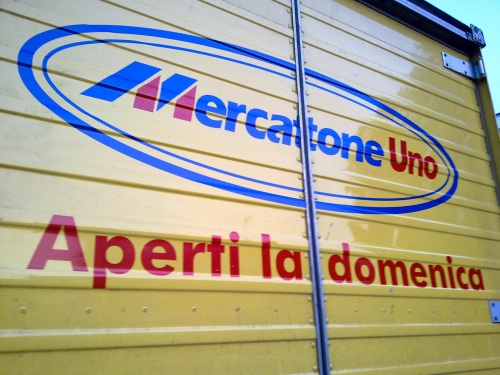 Mercatone Uno
Aperti la domenica